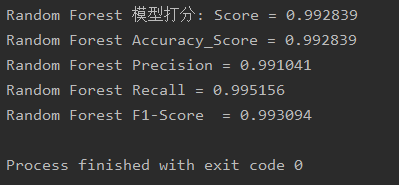 Random Forest 模型打分: Score = 0.992839
Random Forest Accuracy_Score = 0.992839
Random Forest Precision = 0.991041
Random Forest Recall = 0.995156
Random Forest F1-Score  = 0.993094
Process finished with exit code 0